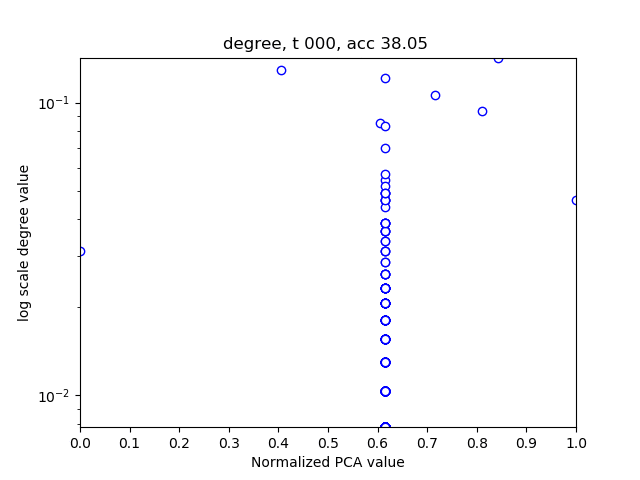 degree, t 000, acc 38.05
log scale degree value
10⁻¹
10⁻²
0.0 0.1 0.2 0.3 0.4 0.5 0.6 0.7 0.8 0.9 1.0
Normalized PCA value